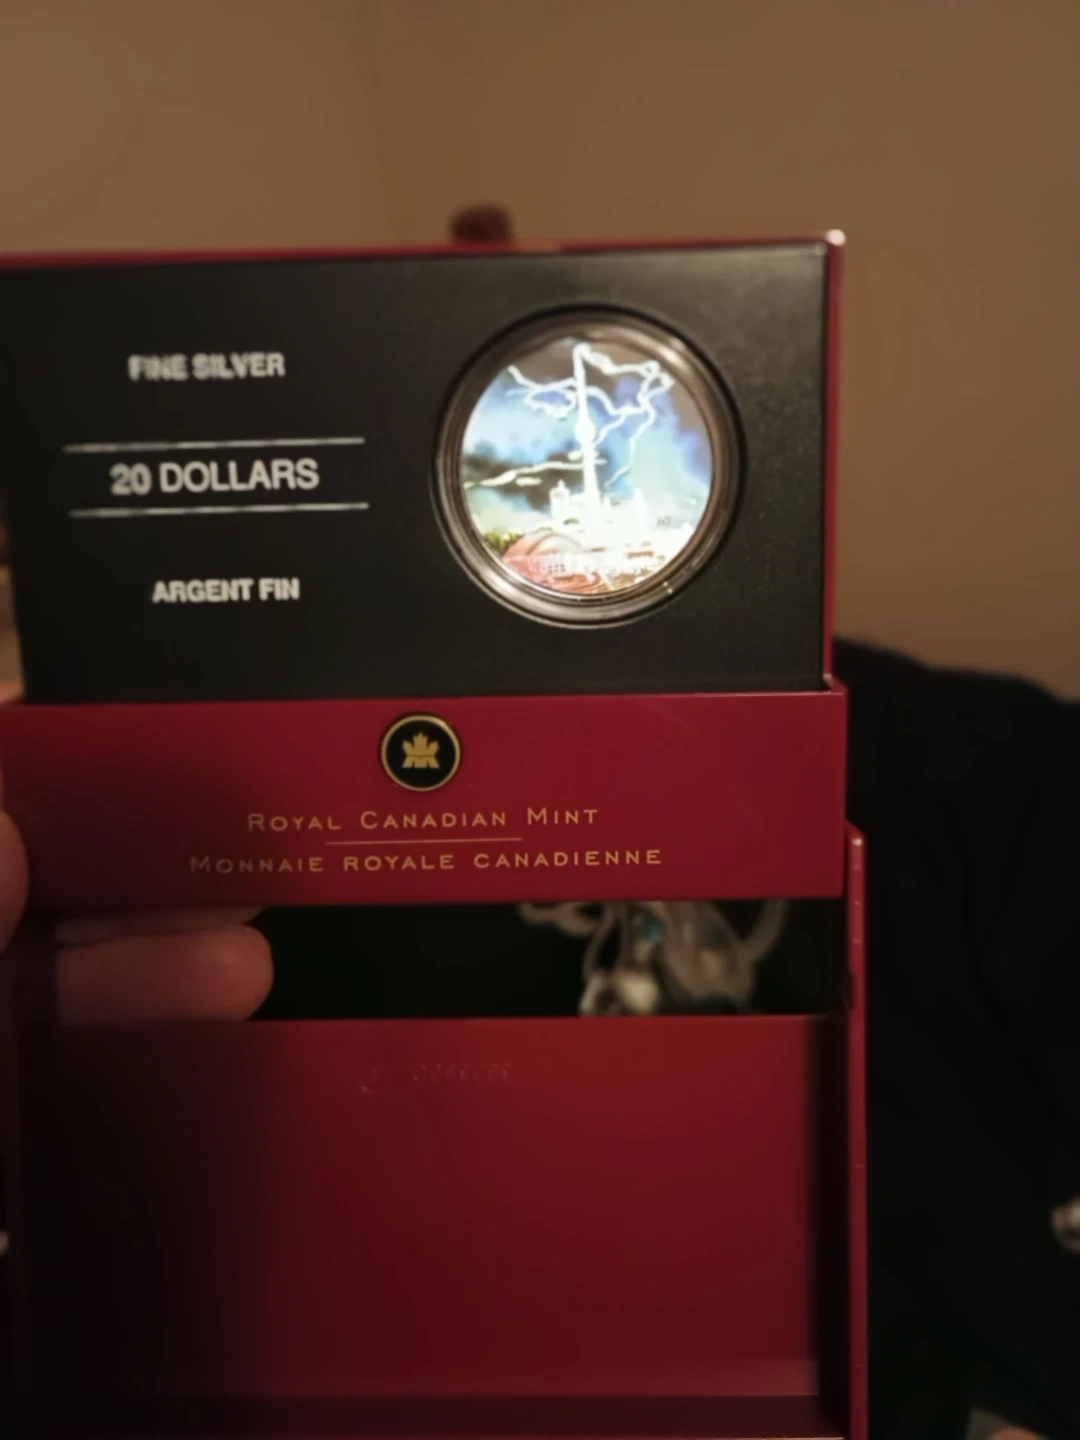 FINE SILVER
20 DOLLARS
ARGENT FIN
ROYAL CANADIAN MINT
MONNAIE ROYALE CANADIENNE